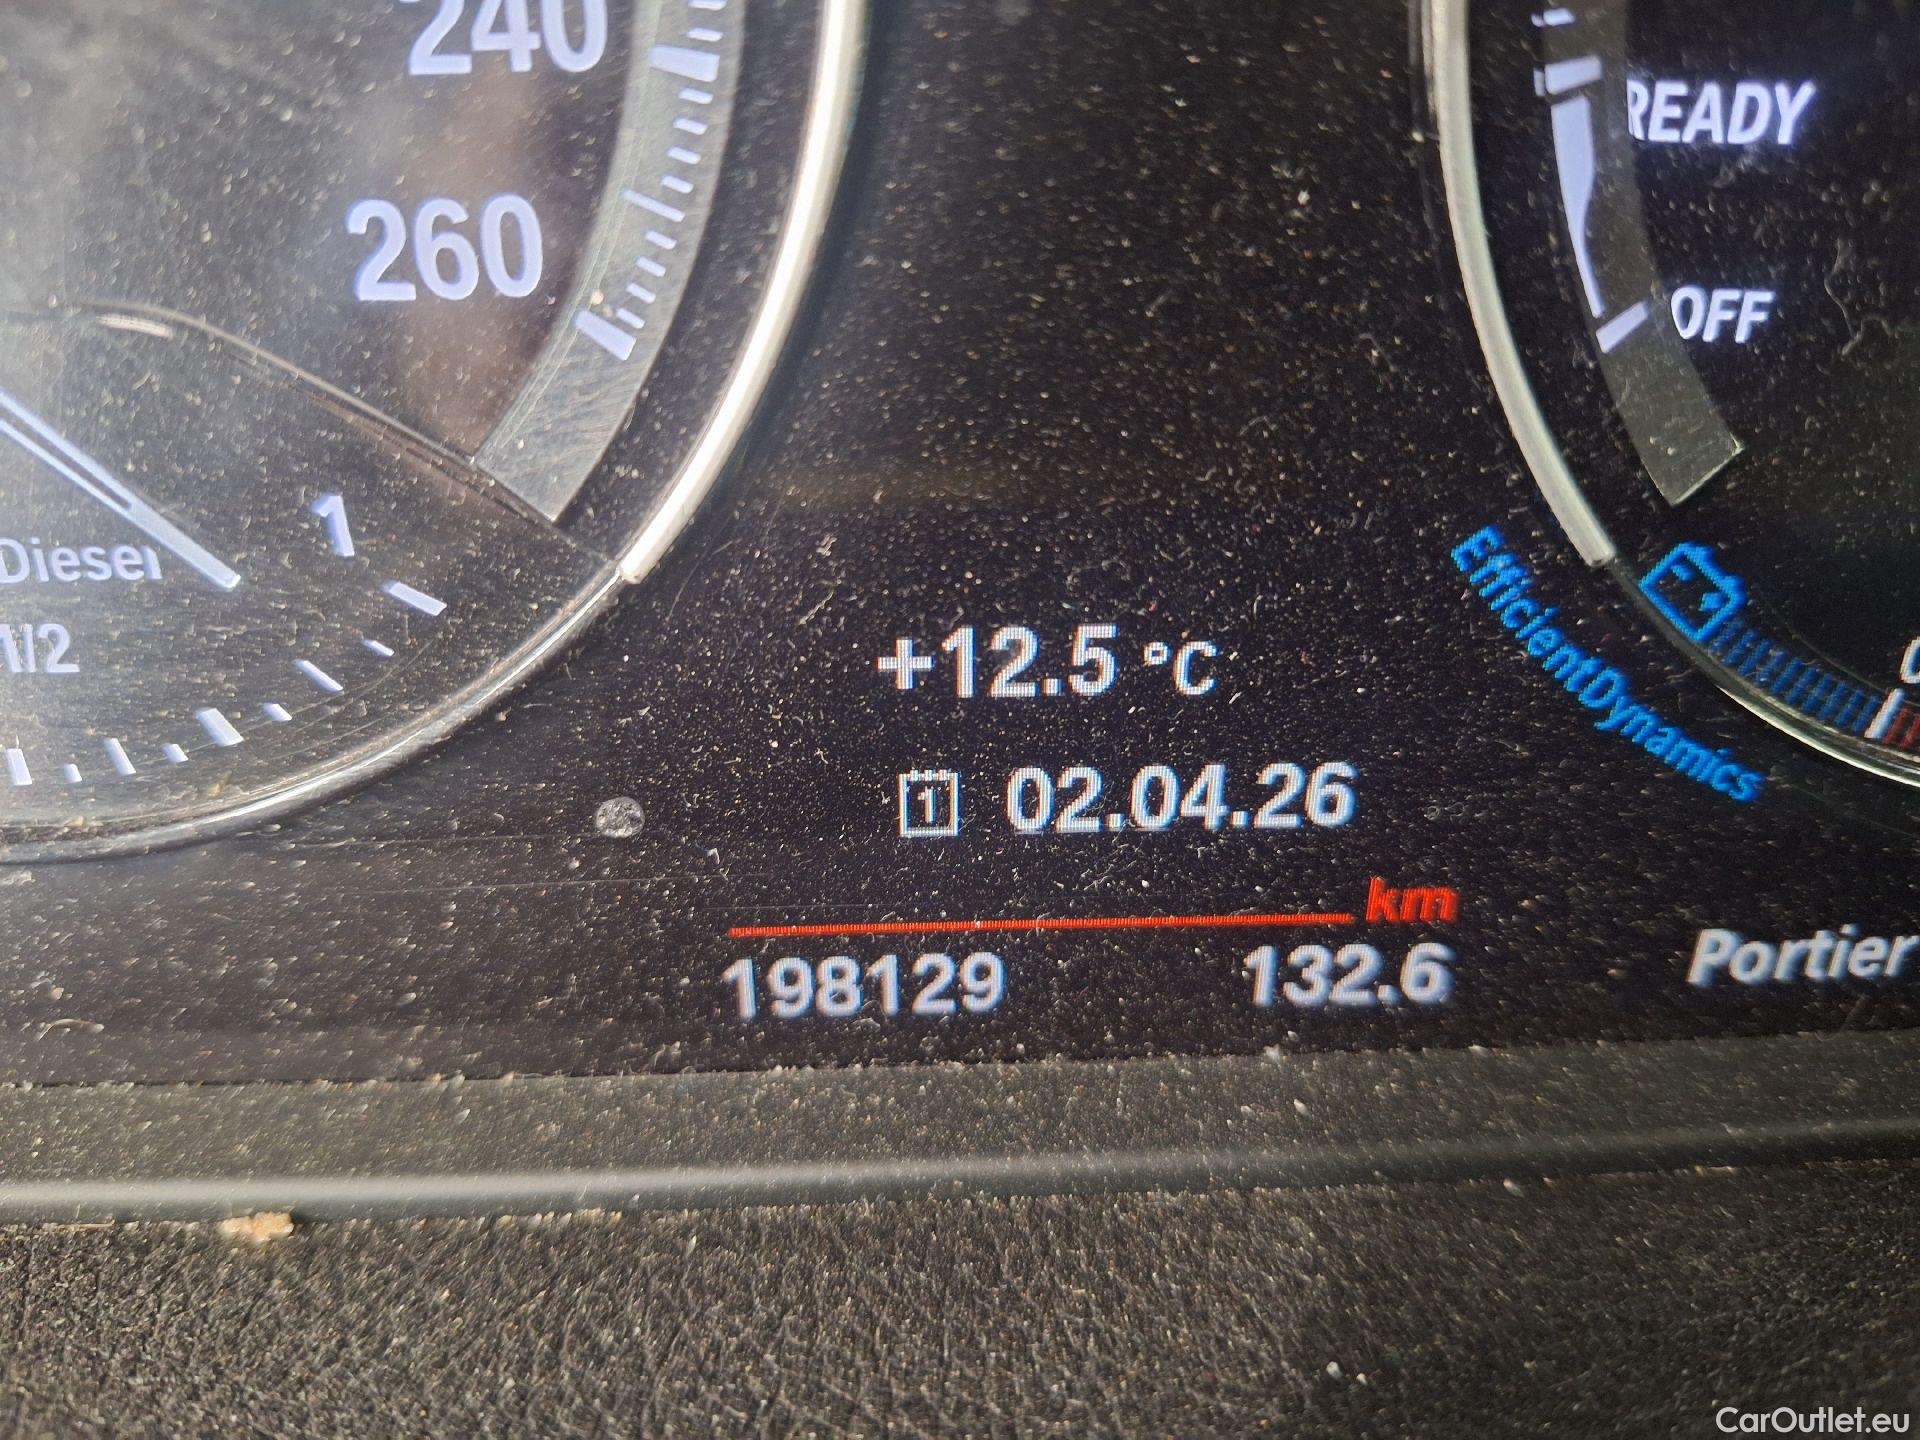 240
260
READY
OFF
1
Diesel
1/2
EfficientDynamics
+12.5 °C
1 02.04.26
km
198129 132.6
Portier
CarOutlet.eu